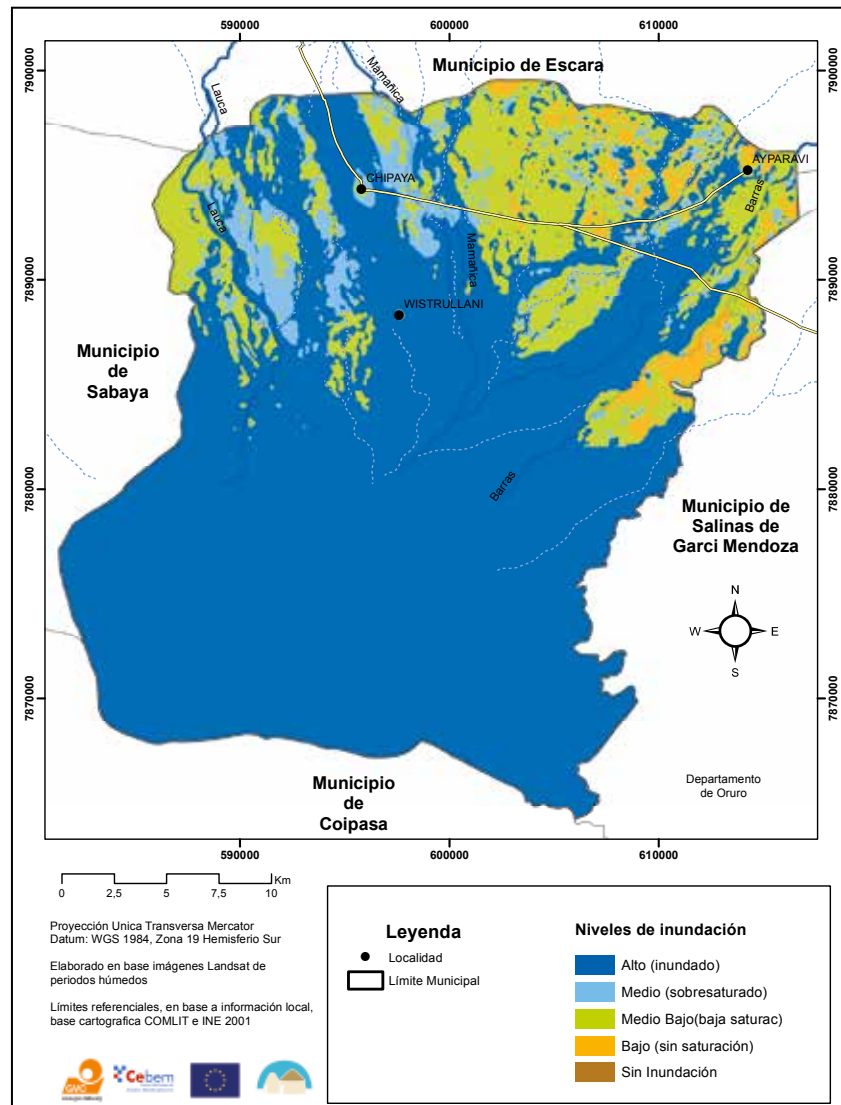 590000
600000
610000
7900000
7900000
Municipio de Escara
Lauca
Mamañica
AYPARAVI
CHIPAYA
Barras
Lauca
Mamañica
7890000
7890000
WISTRULLANI
Municipio
de
Sabaya
7880000
7880000
Barras
Municipio de
Salinas de
Garci Mendoza
N
W
E
S
7870000
7870000
Municipio
de
Coipasa
Departamento
de Oruro
590000
600000
610000
Km
0
2,5
5
7,5
10
Proyección Unica Transversa Mercator
Datum: WGS 1984, Zona 19 Hemisferio Sur
Elaborado en base imágenes Landsat de
periodos húmedos
Límites referenciales, en base a información local,
base cartografica COMLIT e INE 2001
GVC
Cebem
Leyenda
Localidad
Límite Municipal
Niveles de inundación
Alto (inundado)
Medio (sobresaturado)
Medio Bajo(baja saturac)
Bajo (sin saturación)
Sin Inundación